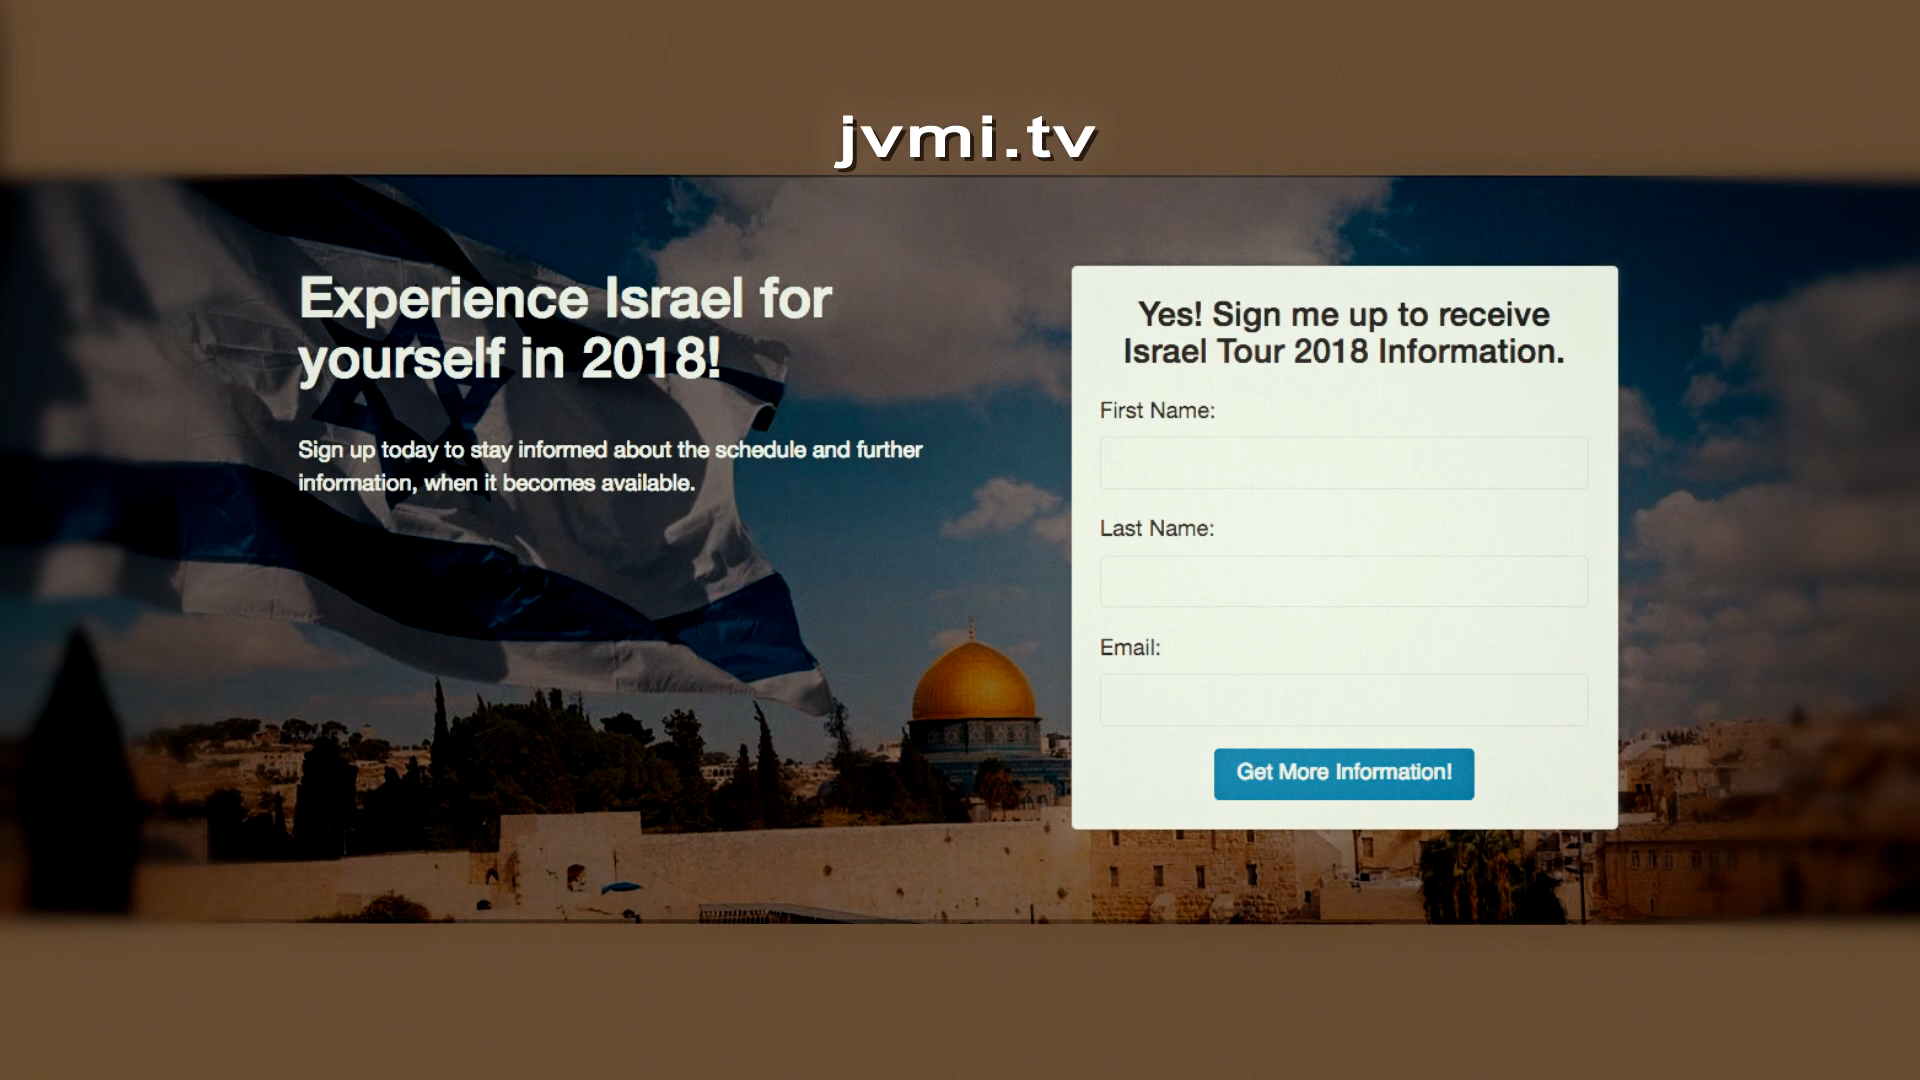 jvmi.tv
Experience Israel for
yourself in 2018!
Sign up today to stay informed about the schedule and further
information, when it becomes available.
Yes! Sign me up to receive
Israel Tour 2018 Information.
First Name:
Last Name:
Email:
Get More Information!